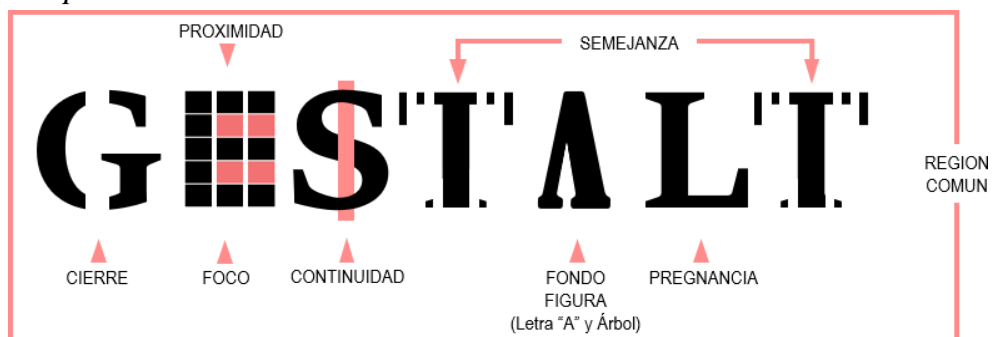 PROXIMIDAD
SEMEJANZA
GESTALT
REGION
COMUN
CIERRE
FOCO
CONTINUIDAD
FONDO
FIGURA
(Letra “A” y Árbol)
PREGNANCIA